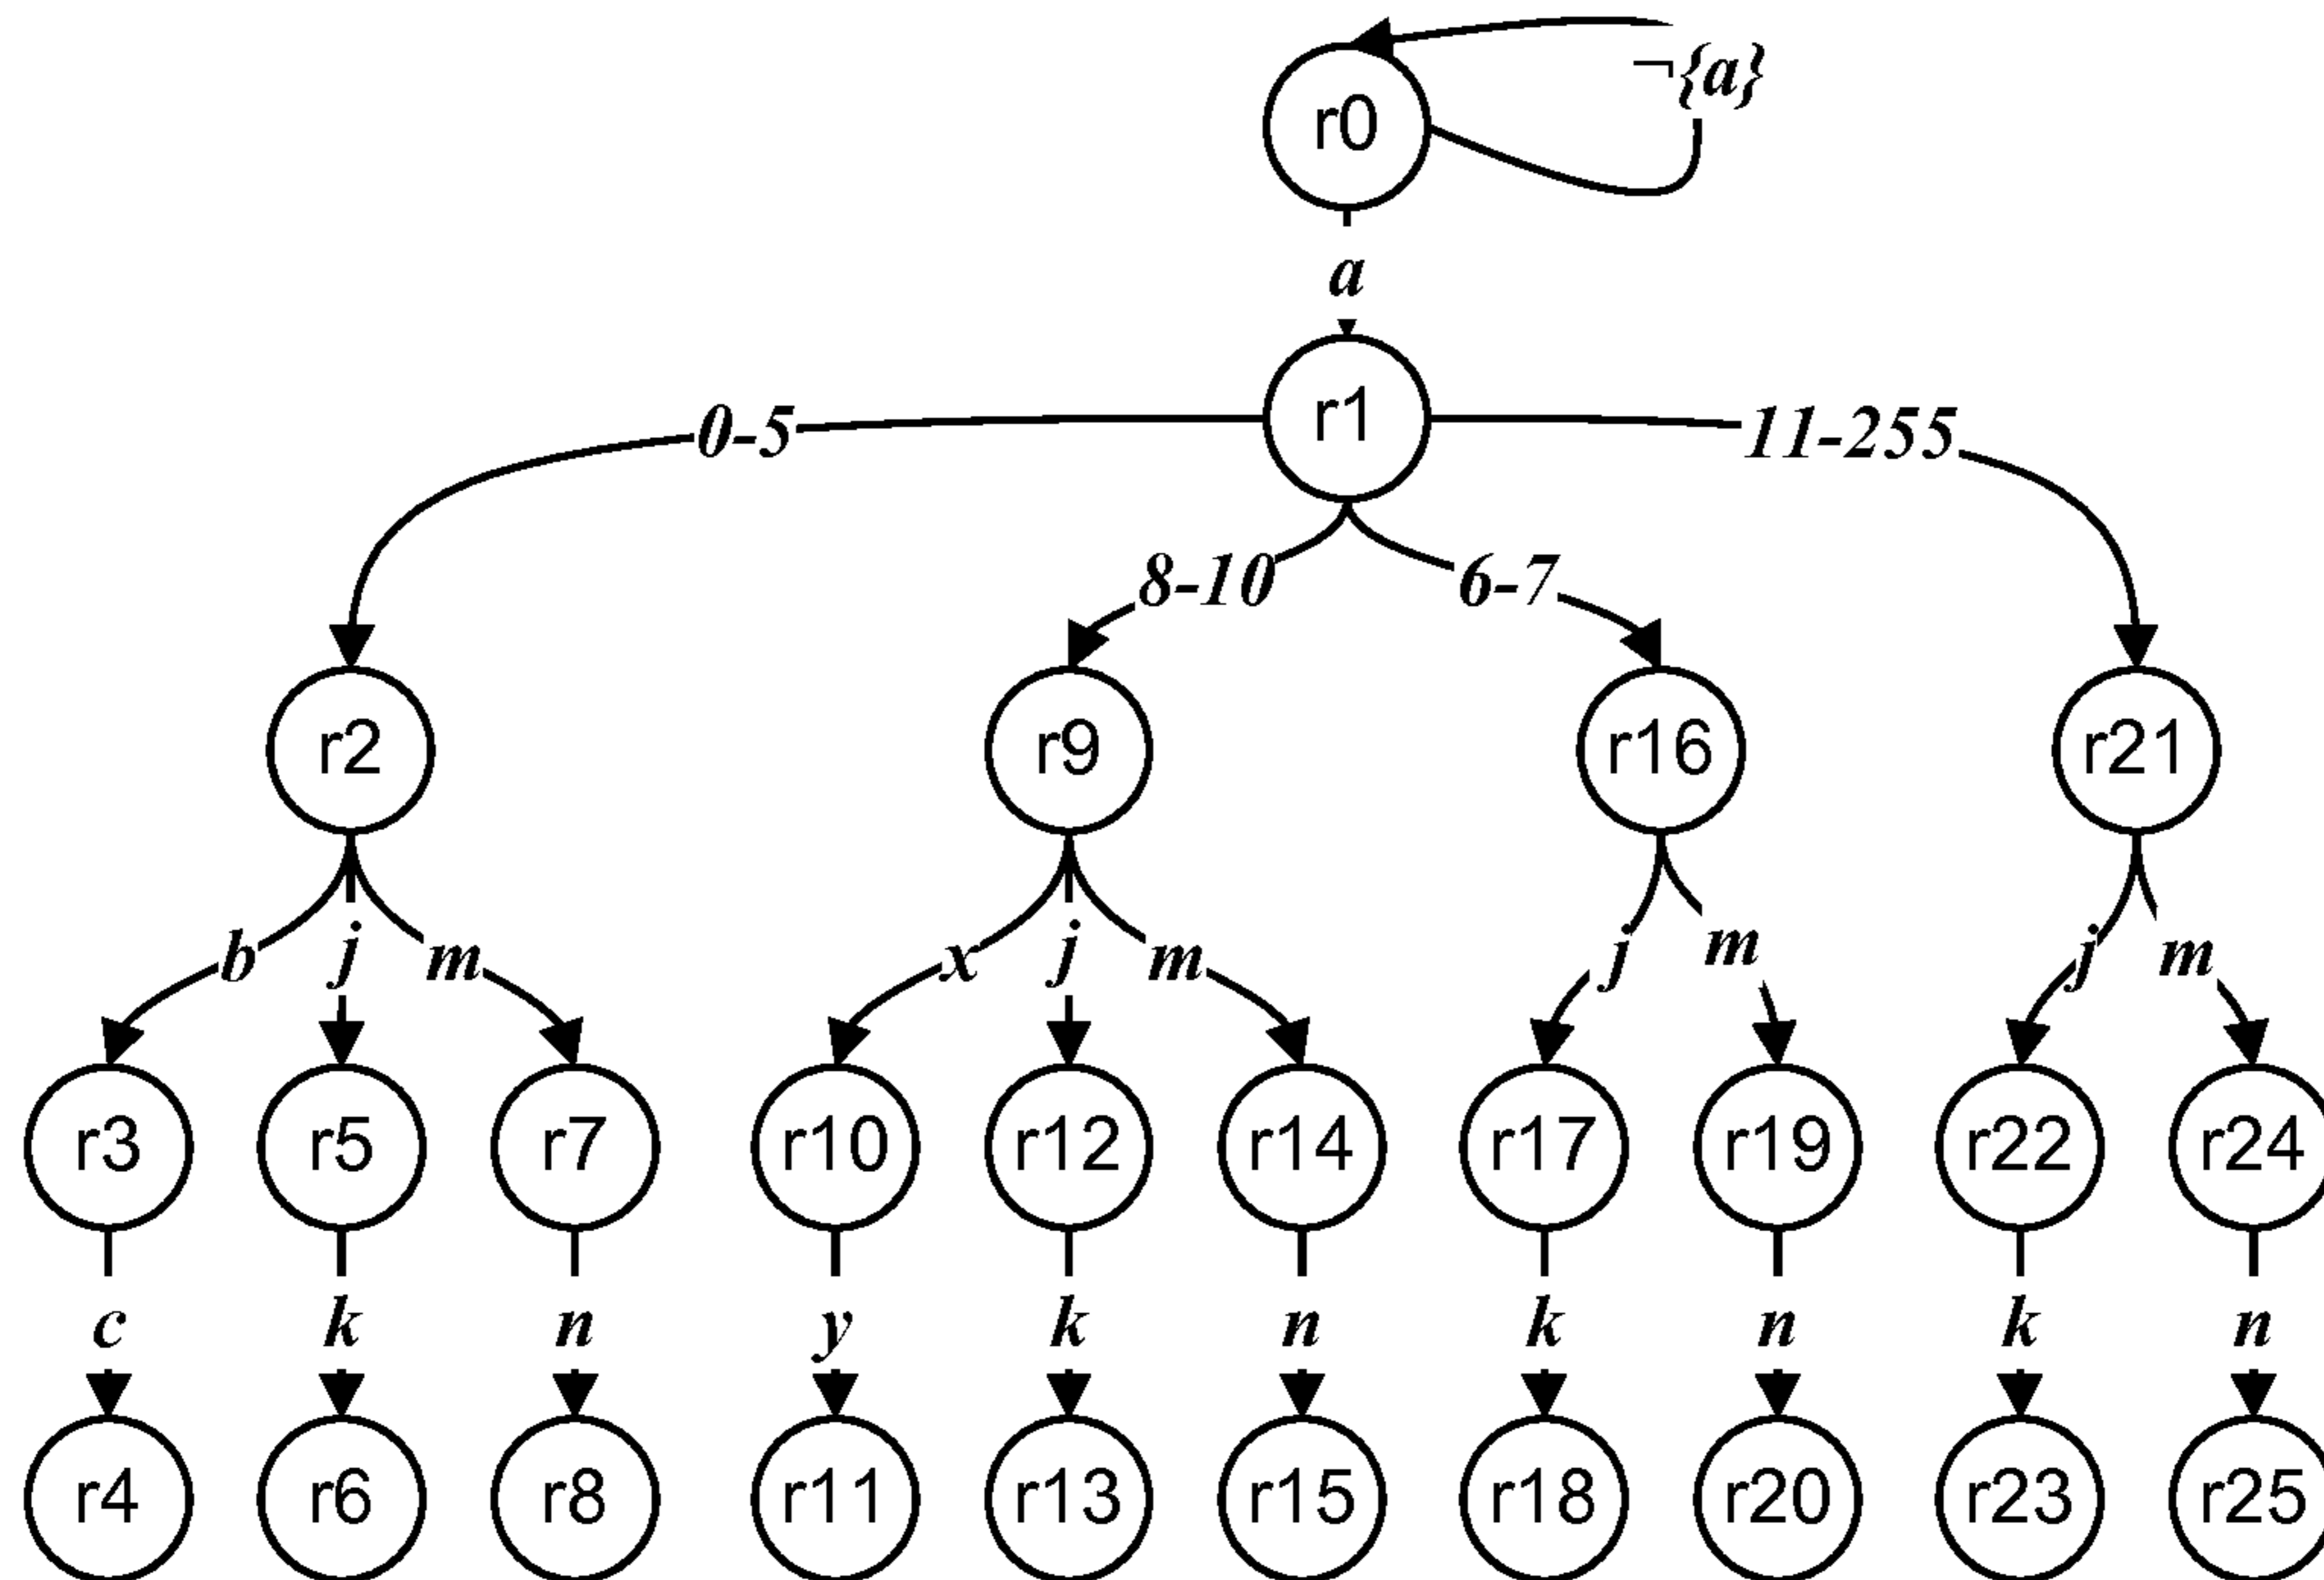 ¬{a}
r0
a
r1
0-5 11-255
8-10 6-7
r2 r9 r16 r21
b j m x j m j m j m
r3 r5 r7 r10 r12 r14 r17 r19 r22 r24
c k n y k n k n k n
r4 r6 r8 r11 r13 r15 r18 r20 r23 r25